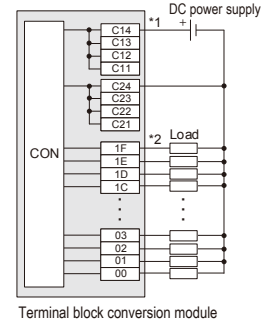 DC power supply
*1
+
C14
C13
C12
C11
C24
C23
C22
C21
*2 Load
CON
1F
1E
1D
1C
03
02
01
00
Terminal block conversion module